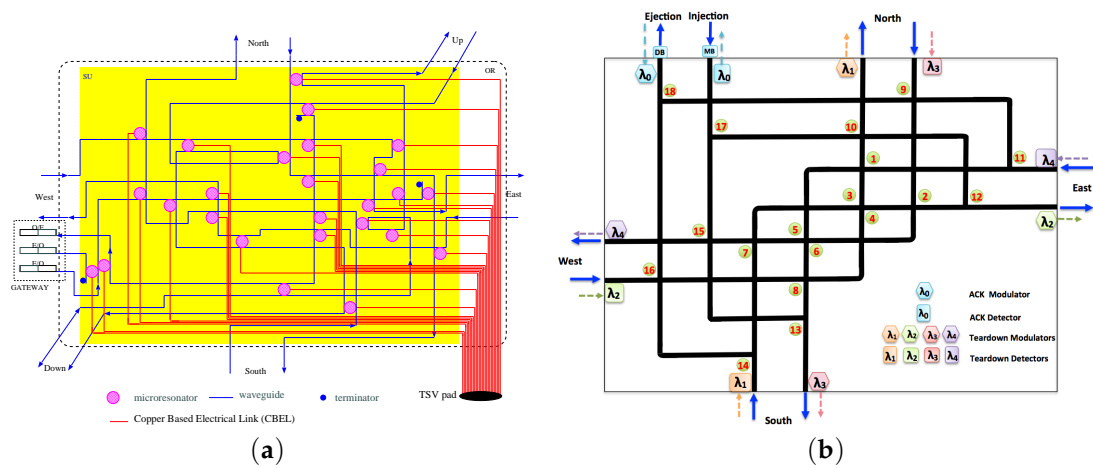 North
Up
SU
OR
West
East
O/E
E/O
E/O
GATEWAY
Down
South
TSV pad
microresonator
waveguide
terminator
Copper Based Electrical Link (CBEL)
(a)
Ejection
Injection
North
DB
MB
λ0
λ0
λ1
λ3
18
9
17
10
1
11
λ4
East
3
2
12
4
λ2
λ4
15
5
7
6
West
16
8
λ2
13
14
λ1
λ3
South
λ0 ACK Modulator
λ0 ACK Detector
λ1 λ2 λ3 λ4 Teardown Modulators
λ1 λ2 λ3 λ4 Teardown Detectors
(b)